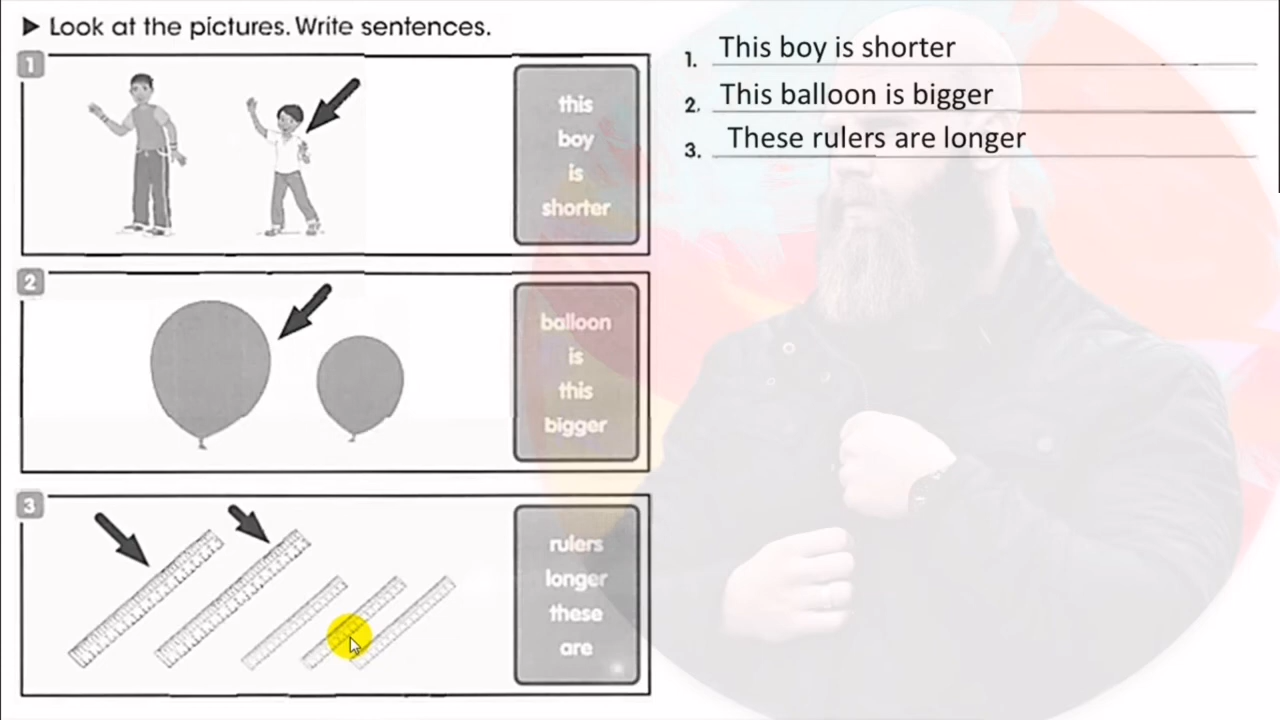 ▶ Look at the pictures. Write sentences.
1
this
boy
is
shorter
2
balloon
is
this
bigger
3
rulers
longer
these
are
1. This boy is shorter
2. This balloon is bigger
3. These rulers are longer